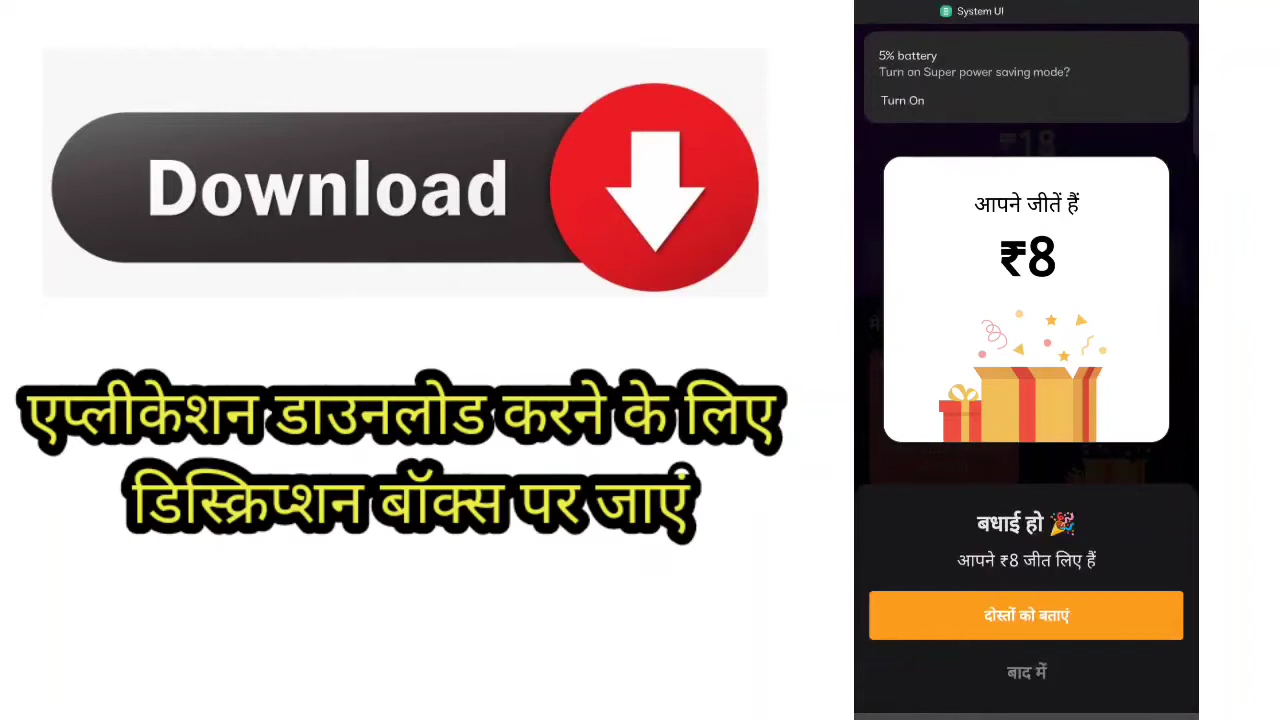 Download
एप्लीकेशन डाउनलोड करने के लिए
डिस्क्रिप्शन बॉक्स पर जाएं
System UI
5% battery
Turn on Super power saving mode?
Turn On
₹18
आपने जीतें हैं
₹8
बधाई हो 🎉
आपने ₹8 जीत लिए हैं
दोस्तों को बताएं
बाद में